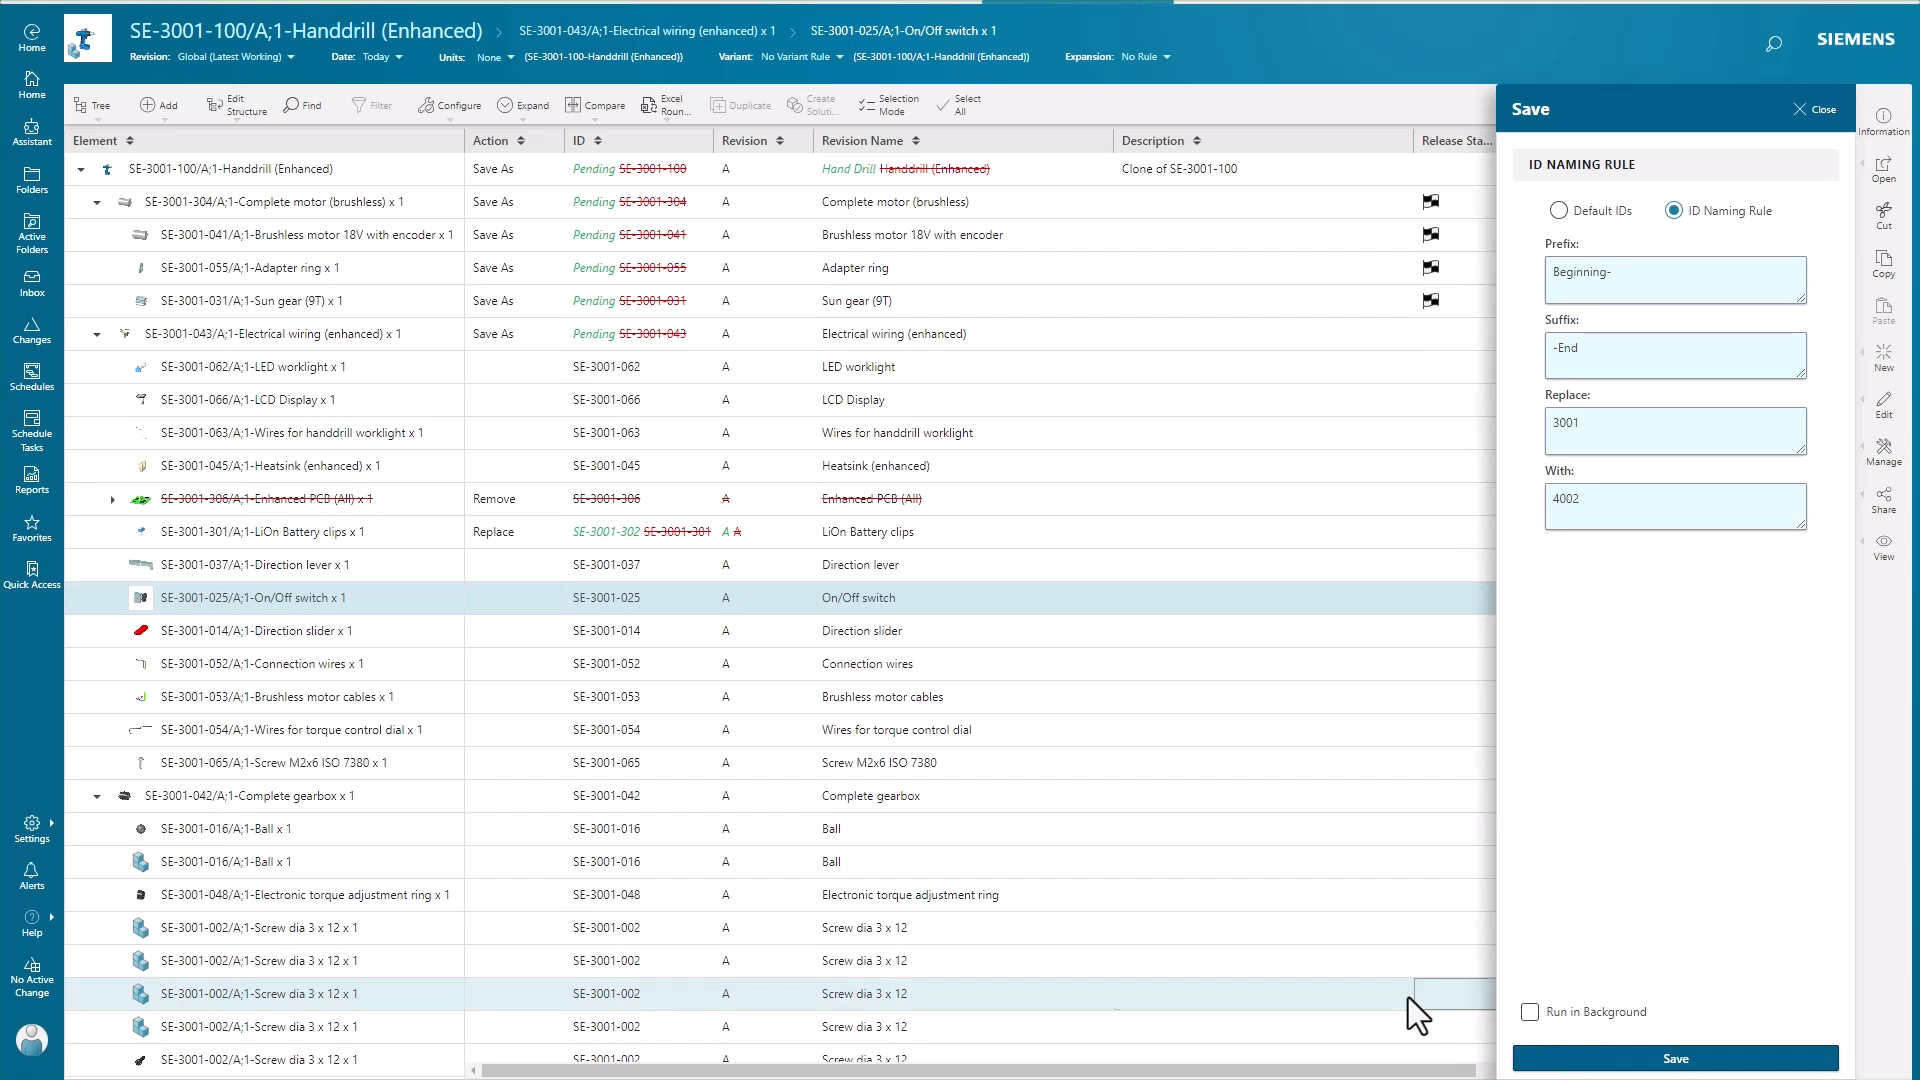 SE-3001-100/A;1-Handdrill (Enhanced)
SE-3001-043/A;1-Electrical wiring (enhanced) x 1
SE-3001-025/A;1-On/Off switch x 1
SIEMENS
Revision: Global (Latest Working)
Date: Today
Units: None
(SE-3001-100-Handdrill (Enhanced))
Variant: No Variant Rule
(SE-3001-100/A;1-Handdrill (Enhanced))
Expansion: No Rule
Home
Home
Assistant
Folders
Active
Folders
Inbox
Changes
Schedules
Schedule
Tasks
Reports
Favorites
Quick Access
Settings
Alerts
Help
No Active
Change
Tree
Add
Edit
Structure
Find
Filter
Configure
Expand
Compare
Excel
Roun...
Duplicate
Create
Soluti...
Selection
Mode
Select
All
Element Action ID Revision Revision Name Description Release Sta...
SE-3001-100/A;1-Handdrill (Enhanced) Save As Pending SE-3001-100 A Hand Drill Handdrill (Enhanced) Clone of SE-3001-100
SE-3001-304/A;1-Complete motor (brushless) x 1 Save As Pending SE-3001-304 A Complete motor (brushless)
SE-3001-041/A;1-Brushless motor 18V with encoder x 1 Save As Pending SE-3001-041 A Brushless motor 18V with encoder
SE-3001-055/A;1-Adapter ring x 1 Save As Pending SE-3001-055 A Adapter ring
SE-3001-031/A;1-Sun gear (9T) x 1 Save As Pending SE-3001-031 A Sun gear (9T)
SE-3001-043/A;1-Electrical wiring (enhanced) x 1 Save As Pending SE-3001-043 A Electrical wiring (enhanced)
SE-3001-062/A;1-LED worklight x 1 SE-3001-062 A LED worklight
SE-3001-066/A;1-LCD Display x 1 SE-3001-066 A LCD Display
SE-3001-063/A;1-Wires for handdrill worklight x 1 SE-3001-063 A Wires for handdrill worklight
SE-3001-045/A;1-Heatsink (enhanced) x 1 SE-3001-045 A Heatsink (enhanced)
SE-3001-306/A;1-Enhanced PCB (All) x 1 Remove SE-3001-306 A Enhanced PCB (All)
SE-3001-301/A;1-LiOn Battery clips x 1 Replace SE-3001-302 SE-3001-301 A A LiOn Battery clips
SE-3001-037/A;1-Direction lever x 1 SE-3001-037 A Direction lever
SE-3001-025/A;1-On/Off switch x 1 SE-3001-025 A On/Off switch
SE-3001-014/A;1-Direction slider x 1 SE-3001-014 A Direction slider
SE-3001-052/A;1-Connection wires x 1 SE-3001-052 A Connection wires
SE-3001-053/A;1-Brushless motor cables x 1 SE-3001-053 A Brushless motor cables
SE-3001-054/A;1-Wires for torque control dial x 1 SE-3001-054 A Wires for torque control dial
SE-3001-065/A;1-Screw M2x6 ISO 7380 x 1 SE-3001-065 A Screw M2x6 ISO 7380
SE-3001-042/A;1-Complete gearbox x 1 SE-3001-042 A Complete gearbox
SE-3001-016/A;1-Ball x 1 SE-3001-016 A Ball
SE-3001-016/A;1-Ball x 1 SE-3001-016 A Ball
SE-3001-048/A;1-Electronic torque adjustment ring x 1 SE-3001-048 A Electronic torque adjustment ring
SE-3001-002/A;1-Screw dia 3 x 12 x 1 SE-3001-002 A Screw dia 3 x 12
SE-3001-002/A;1-Screw dia 3 x 12 x 1 SE-3001-002 A Screw dia 3 x 12
SE-3001-002/A;1-Screw dia 3 x 12 x 1 SE-3001-002 A Screw dia 3 x 12
SE-3001-002/A;1-Screw dia 3 x 12 x 1 SE-3001-002 A Screw dia 3 x 12
SE-3001-002/A;1-Screw dia 3 x 12 x 1 SE-3001-002 A Screw dia 3 x 12
Save
Close
ID NAMING RULE
Default IDs
ID Naming Rule
Prefix:
Beginning-
Suffix:
-End
Replace:
3001
With:
4002
Run in Background
Save
Information
Open
Cut
Copy
Paste
New
Edit
Manage
Share
View